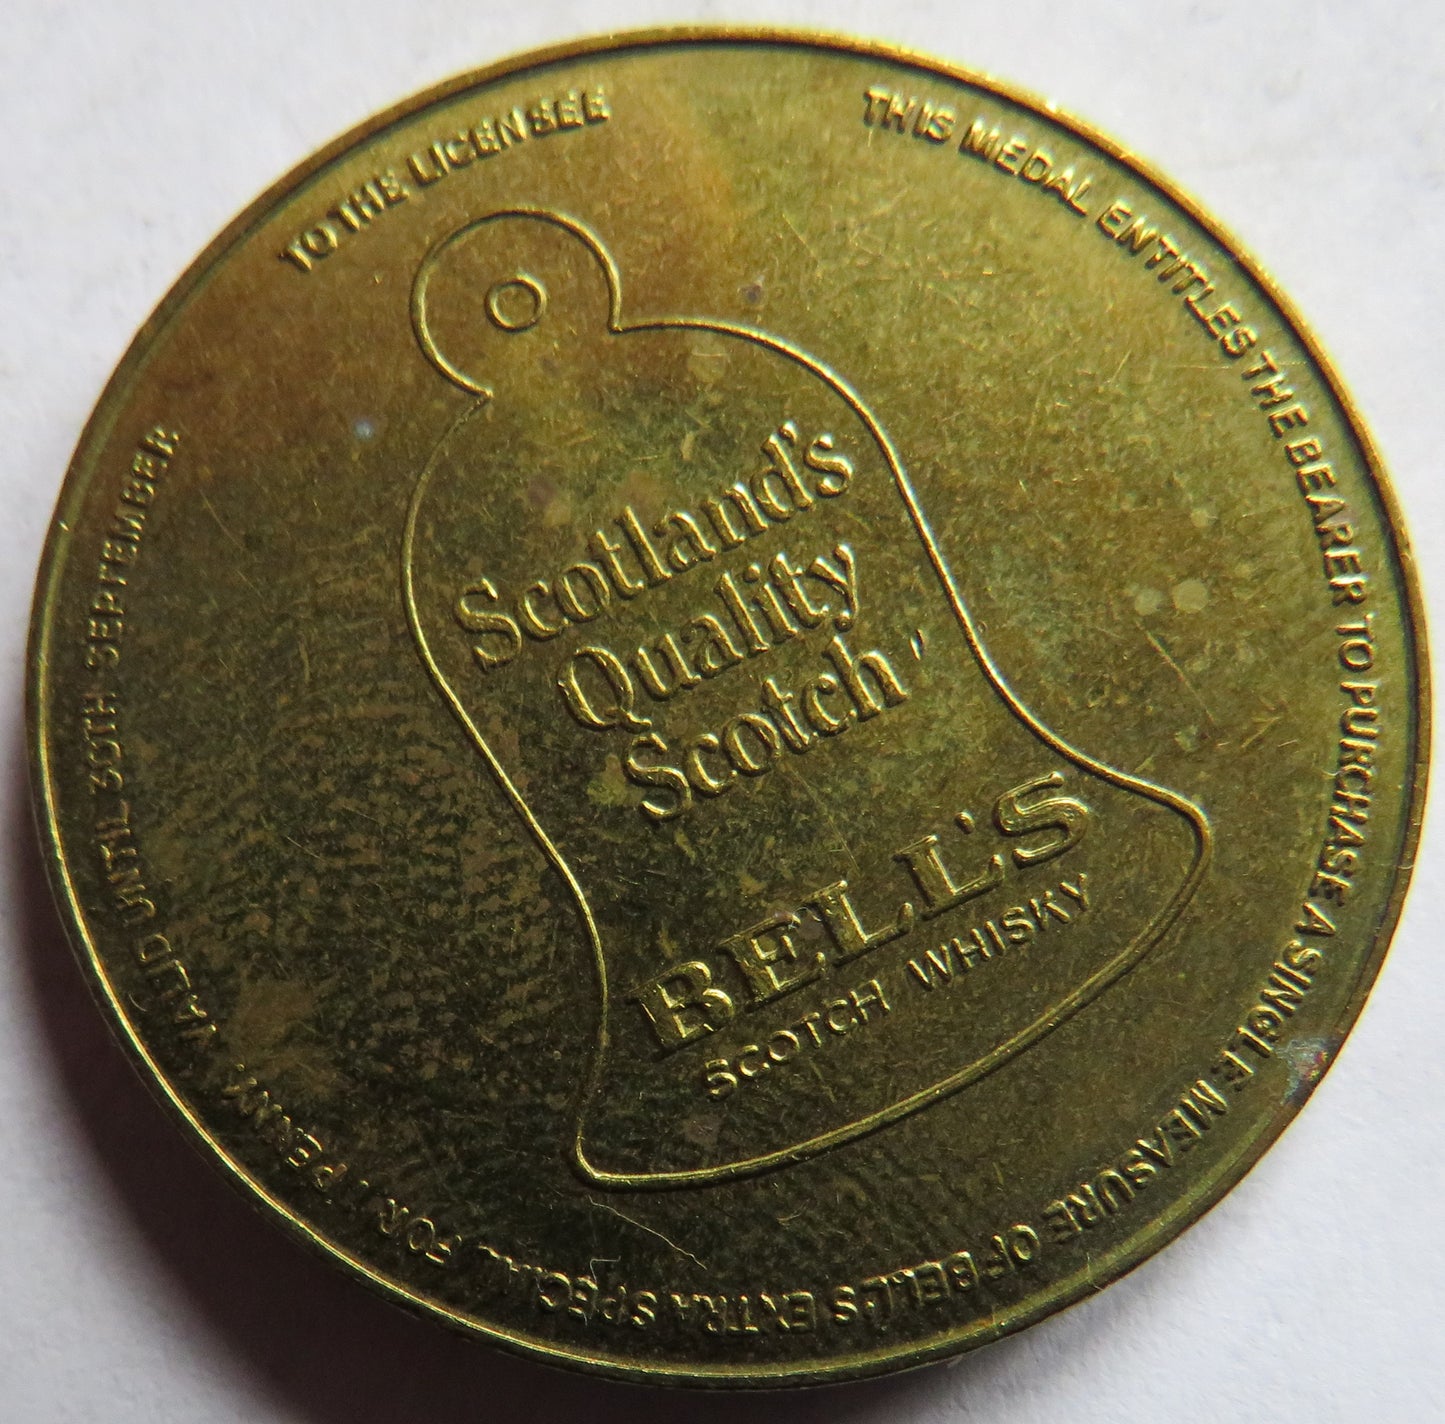 TO THE LICENSEE
THIS MEDAL ENTITLES THE BEARER TO PURCHASE A SINGLE MEASURE OF BELL'S EXTRA SPECIAL FOR 1 PENNY. VALID UNTIL 30TH SEPTEMBER
Scotland's
Quality
Scotch '
BELL'S
SCOTCH WHISKY